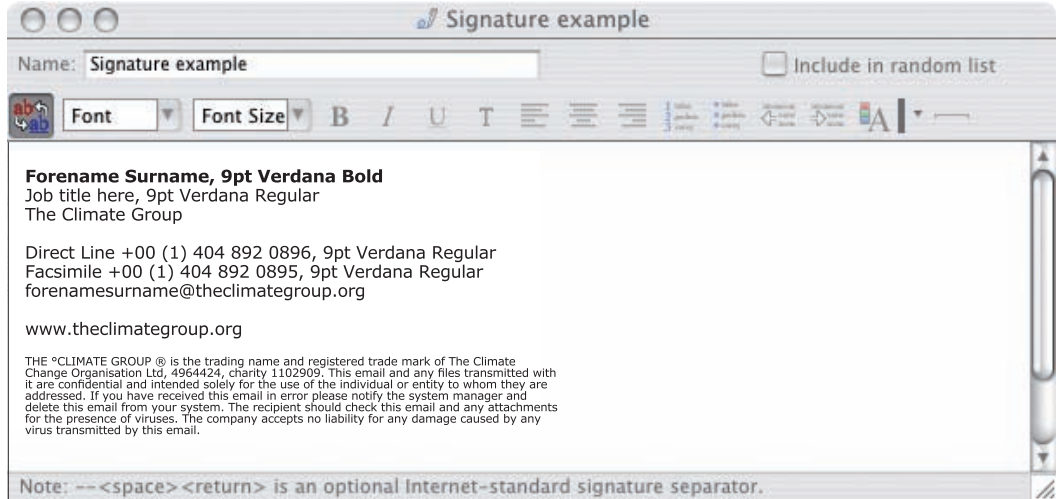 Signature example
Name: Signature example
Include in random list
Font
Font Size
B I U T
A
Forename Surname, 9pt Verdana Bold
Job title here, 9pt Verdana Regular
The Climate Group
Direct Line +00 (1) 404 892 0896, 9pt Verdana Regular
Facsimile +00 (1) 404 892 0895, 9pt Verdana Regular
forenamesurname@theclimategroup.org
www.theclimategroup.org
THE °CLIMATE GROUP ® is the trading name and registered trade mark of The Climate
Change Organisation Ltd, 4964424, charity 1102909. This email and any files transmitted with
it are confidential and intended solely for the use of the individual or entity to whom they are
addressed. If you have received this email in error please notify the system manager and
delete this email from your system. The recipient should check this email and any attachments
for the presence of viruses. The company accepts no liability for any damage caused by any
virus transmitted by this email.
Note: --<space><return> is an optional Internet-standard signature separator.